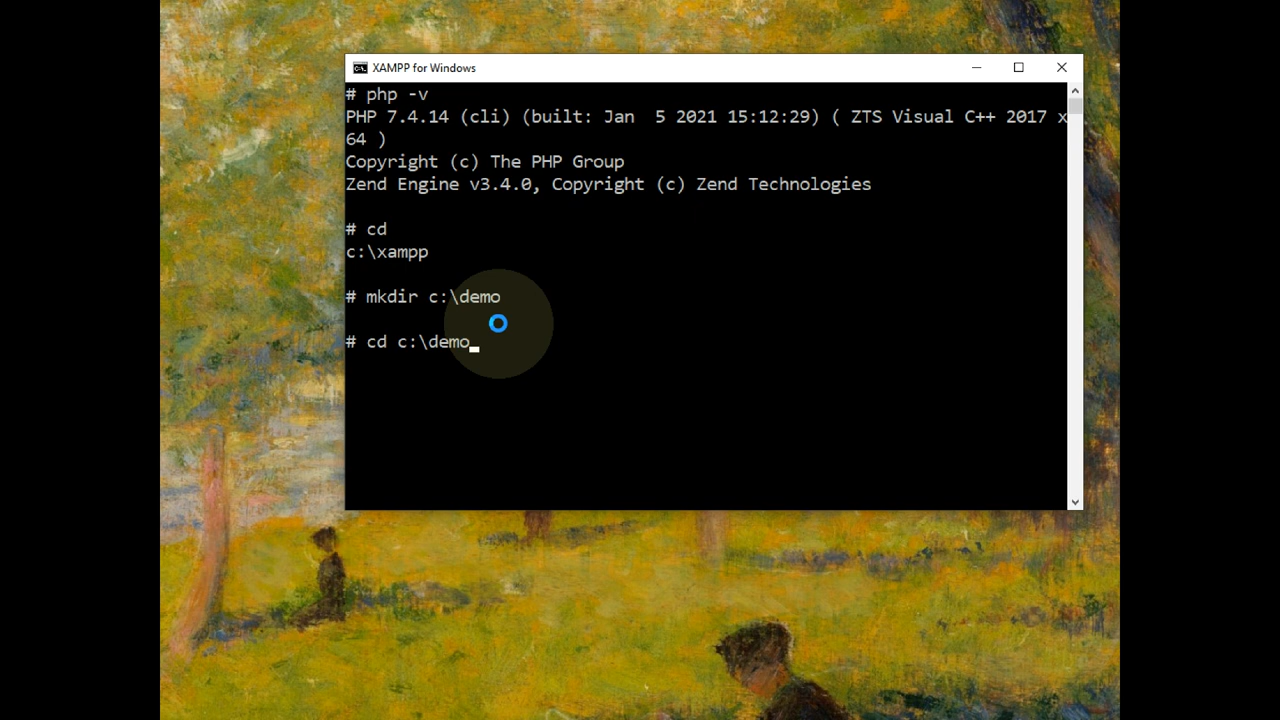 XAMPP for Windows
# php -v
PHP 7.4.14 (cli) (built: Jan  5 2021 15:12:29) ( ZTS Visual C++ 2017 x
64 )
Copyright (c) The PHP Group
Zend Engine v3.4.0, Copyright (c) Zend Technologies
# cd
c:\xampp
# mkdir c:\demo
# cd c:\demo